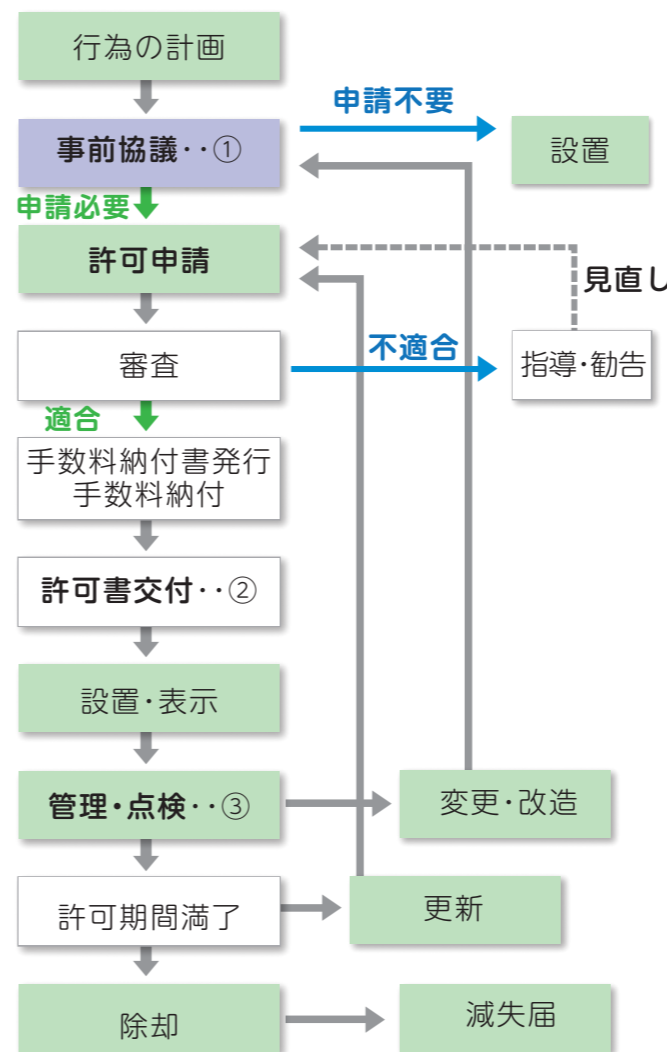 行為の計画
申請不要
事前協議‥①
設置
申請必要
許可申請
見直し
審査
不適合
指導・勧告
適合
手数料納付書発行
手数料納付
許可書交付‥②
設置・表示
管理・点検‥③
変更・改造
許可期間満了
更新
除却
減失届